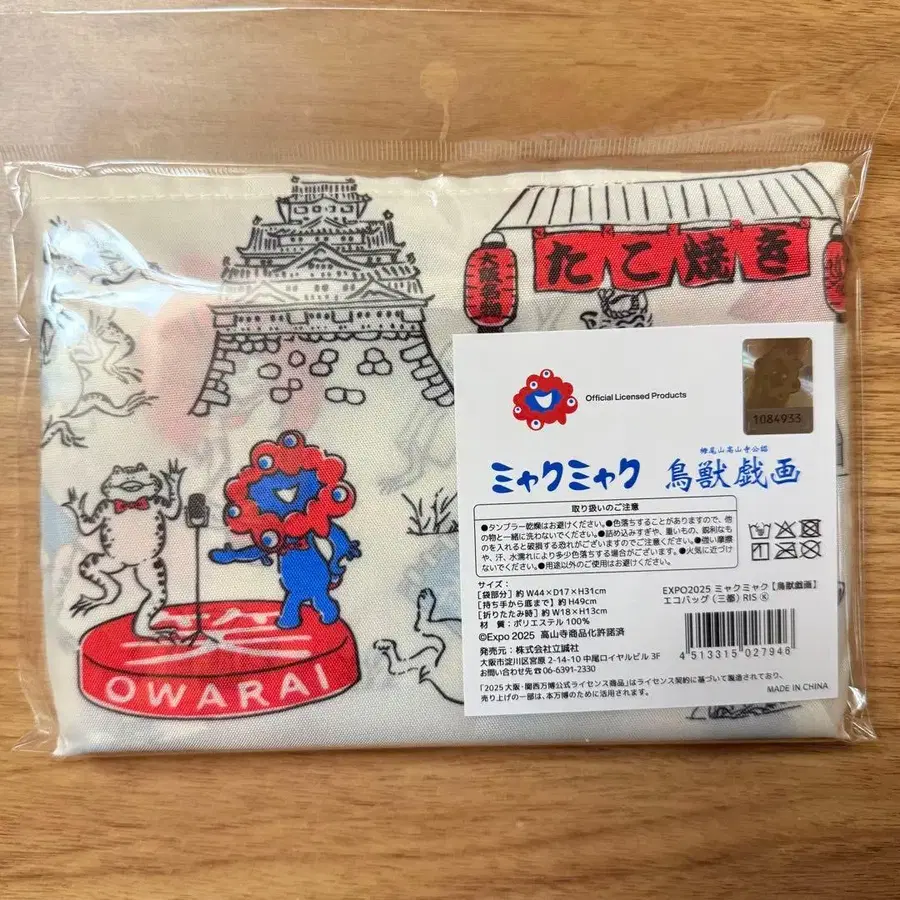 たこ焼き
大阪名物
OWARAI
Official Licensed Products
1084933
栂尾山高山寺公認
ミャクミャク 鳥獣戯画
取り扱いのご注意
●タンブラー乾燥はお避けください。●色落ちすることがありますので、他
の物と一緒に洗わないでください。●詰め込みすぎや、重いもの、鋭利なも
のを入れると破損する恐れがございますのでご注意ください。●強い摩擦
や、汗、水濡れにより多少色落ちする場合がございます。●火気に近づけ
ないでください。●用途以外のご使用はお避けください。
サイズ:
[袋部分] 約 W44×D17×H31cm
[持ち手から底まで] 約 H49cm
[折りたたみ時] 約 W18×H13cm
材 質:ポリエステル 100%
©Expo 2025 高山寺商品化許諾済
発売元:株式会社立誠社
大阪市淀川区宮原 2-14-10 中尾ロイヤルビル 3F
お問い合わせ先 ☎06-6391-2330
「2025 大阪・関西万博公式ライセンス商品」はライセンス契約に基づいて製造されており、
売り上げの一部は、本万博のために活用されます。
EXPO2025 ミャクミャク【鳥獣戯画】
エコバッグ (三都) RIS Ⓚ
4 513315 027946
MADE IN CHINA